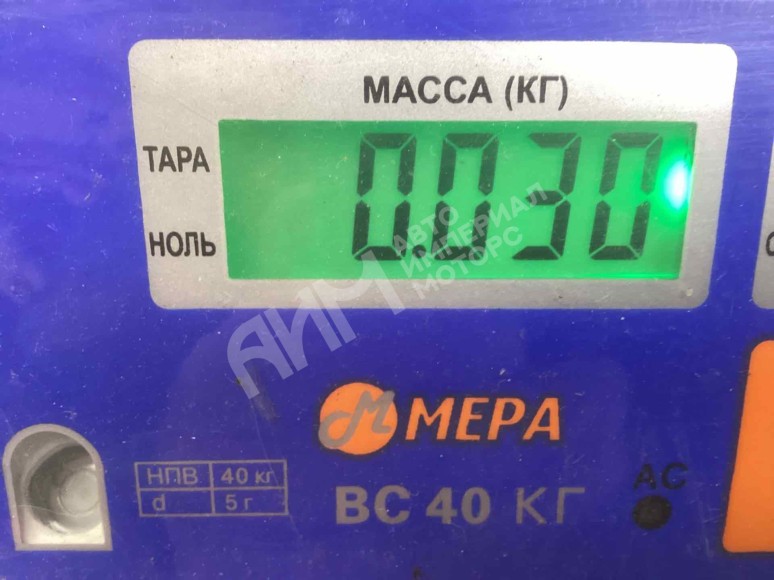 МАССА (КГ)
ТАРА
0.030
НОЛЬ
АИМ АВТО
ИМПЕРИАЛ
МОТОРС
М МЕРА
НПВ 40 кг
d 5 г
ВС 40 КГ
АС